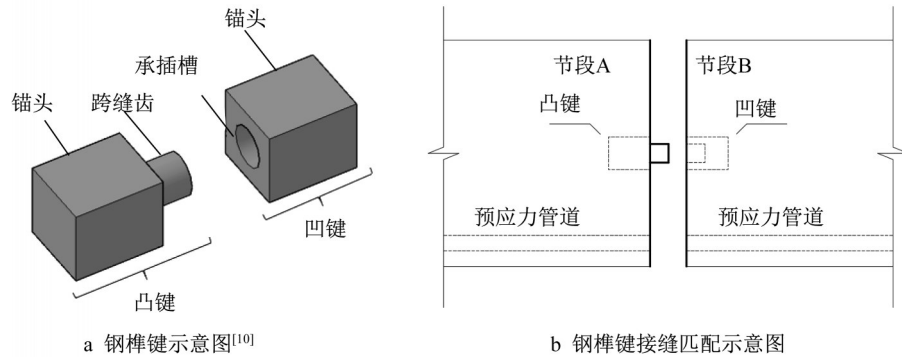 锚头
承插槽
跨缝齿
锚头
凹键
凸键
a 钢榫键示意图[10]
节段A
节段B
凸键
凹键
预应力管道
预应力管道
b 钢榫键接缝匹配示意图